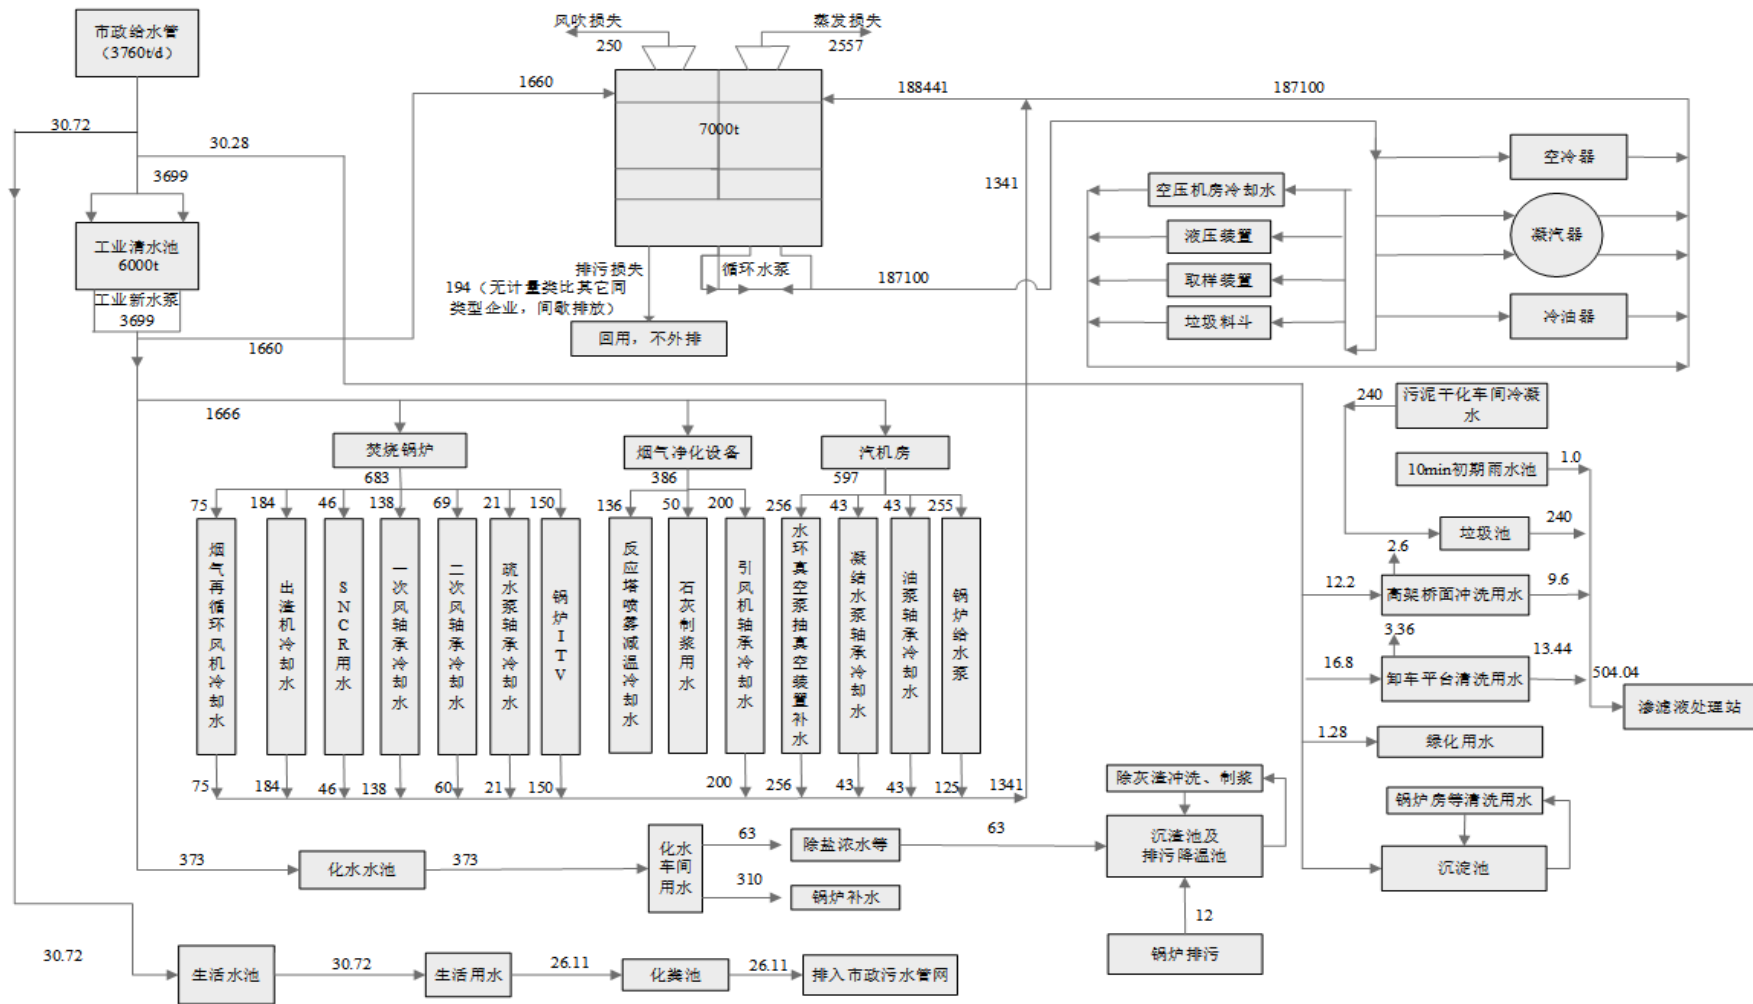 市政给水管
（3760t/d）
风吹损失
250
蒸发损失
2557
1660
188441
187100
7000t
30.72
30.28
3699
1341
空冷器
空压机房冷却水
凝汽器
液压装置
工业清水池
6000t
取样装置
冷油器
垃圾料斗
工业新水泵
3699
1660
排污损失
循环水泵
187100
194（无计量类比其它同
类型企业，间歇排放）
回用，不外排
240
污泥干化车间冷凝
水
1666
焚烧锅炉
683
烟气净化设备
386
汽机房
597
10min初期雨水池
1.0
垃圾池
240
75
184
46
138
69
21
150
136
50
200
256
43
43
255
烟气再循环风机冷却水
出渣机冷却水
SNCR用水
一次风轴承冷却水
二次风轴承冷却水
疏水泵轴承冷却水
锅炉ITV
反应塔喷雾减温冷却水
石灰制浆用水
引风机轴承冷却水
水环真空泵抽真空装置补水
凝结水泵轴承冷却水
油泵轴承冷却水
锅炉给水泵
2.6
12.2
高架桥面冲洗用水
9.6
3.36
16.8
卸车平台清洗用水
13.44
504.04
渗滤液处理站
1.28
绿化用水
75
184
46
138
60
21
150
200
256
43
43
125
1341
除灰渣冲洗、制浆
锅炉房等清洗用水
373
化水水池
373
化水
车间
用水
63
除盐浓水等
63
沉渣池及
排污降温池
沉淀池
310
锅炉补水
12
锅炉排污
30.72
生活水池
30.72
生活用水
26.11
化粪池
26.11
排入市政污水管网